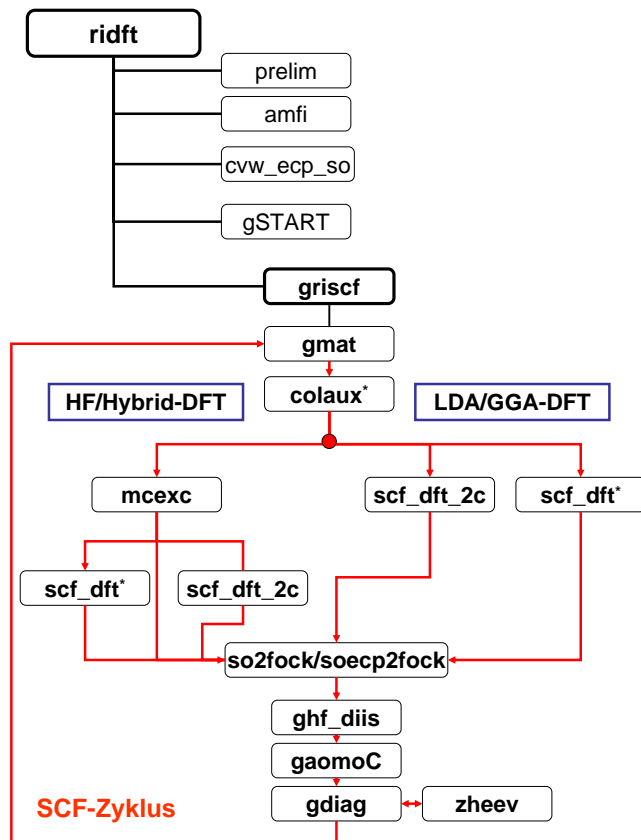 ridft
prelim
amfi
cvw_ecp_so
gSTART
griscf
gmat
colaux*
HF/Hybrid-DFT
LDA/GGA-DFT
mcexc
scf_dft_2c
scf_dft*
scf_dft*
scf_dft_2c
so2fock/soecp2fock
ghf_diis
gaomoC
SCF-Zyklus
gdiag
zheev